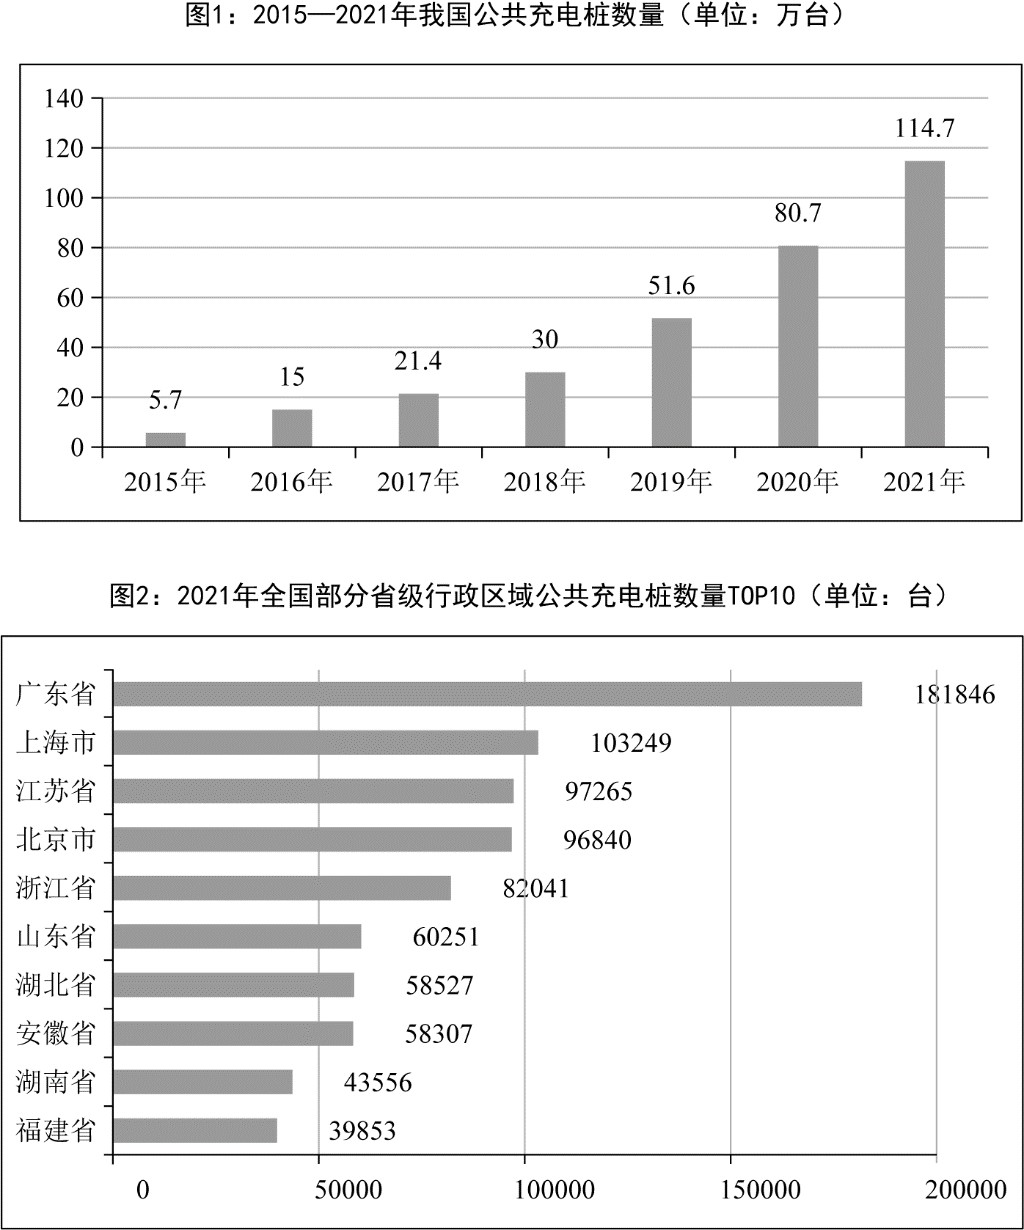 图1：2015—2021年我国公共充电桩数量（单位：万台）
140
120
100
80
60
40
20
0
5.7
15
21.4
30
51.6
80.7
114.7
2015年 2016年 2017年 2018年 2019年 2020年 2021年
图2：2021年全国部分省级行政区域公共充电桩数量TOP10（单位：台）
广东省 181846
上海市 103249
江苏省 97265
北京市 96840
浙江省 82041
山东省 60251
湖北省 58527
安徽省 58307
湖南省 43556
福建省 39853
0 50000 100000 150000 200000